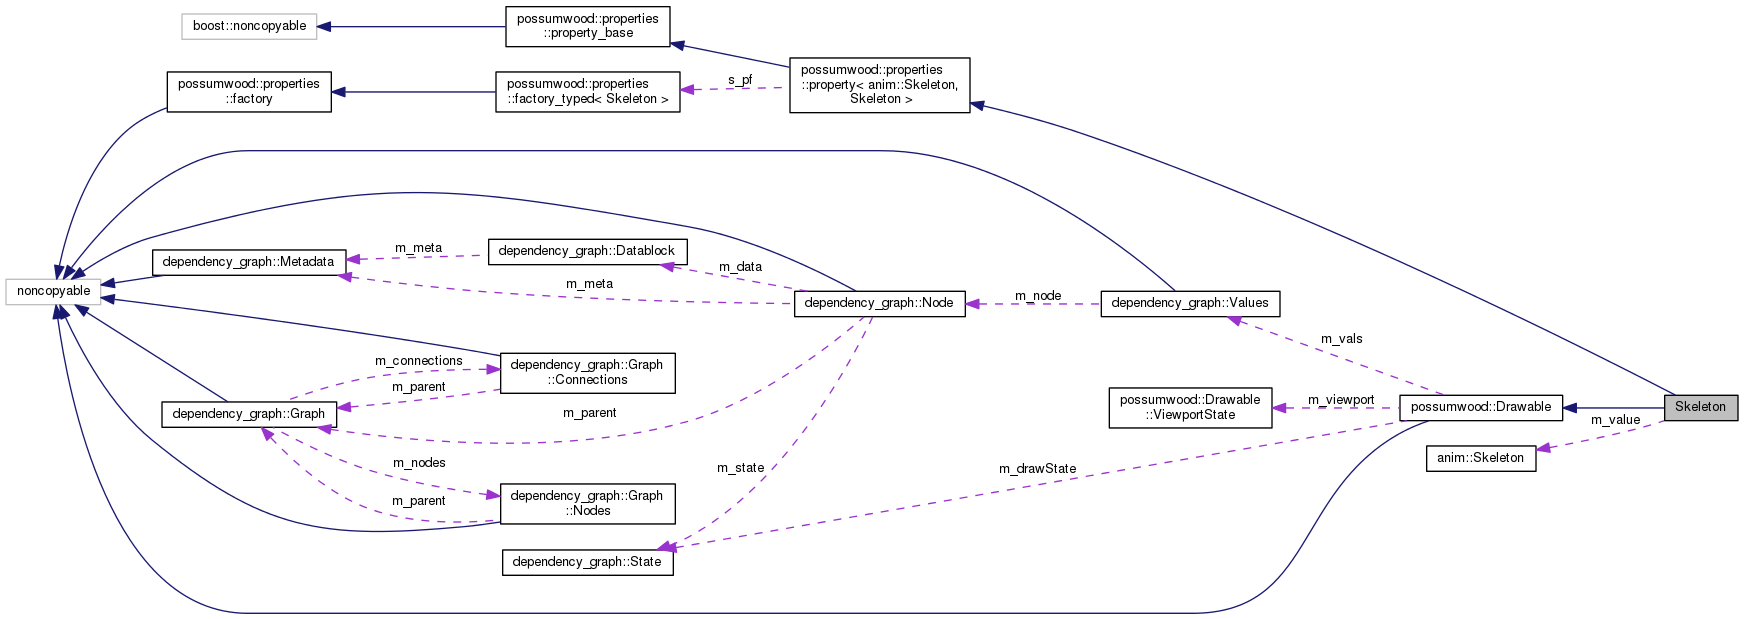 boost::noncopyable
possumwood::properties
::property_base
possumwood::properties
::factory
possumwood::properties
::factory_typed< Skeleton >
s_pf
possumwood::properties
::property< anim::Skeleton,
Skeleton >
noncopyable
dependency_graph::Metadata
m_meta
dependency_graph::Datablock
m_data
m_meta
dependency_graph::Node
m_node
dependency_graph::Values
m_vals
dependency_graph::Graph
m_connections
m_parent
dependency_graph::Graph
::Connections
m_parent
m_nodes
m_parent
dependency_graph::Graph
::Nodes
m_state
dependency_graph::State
m_drawState
possumwood::Drawable
::ViewportState
m_viewport
possumwood::Drawable
Skeleton
m_value
anim::Skeleton